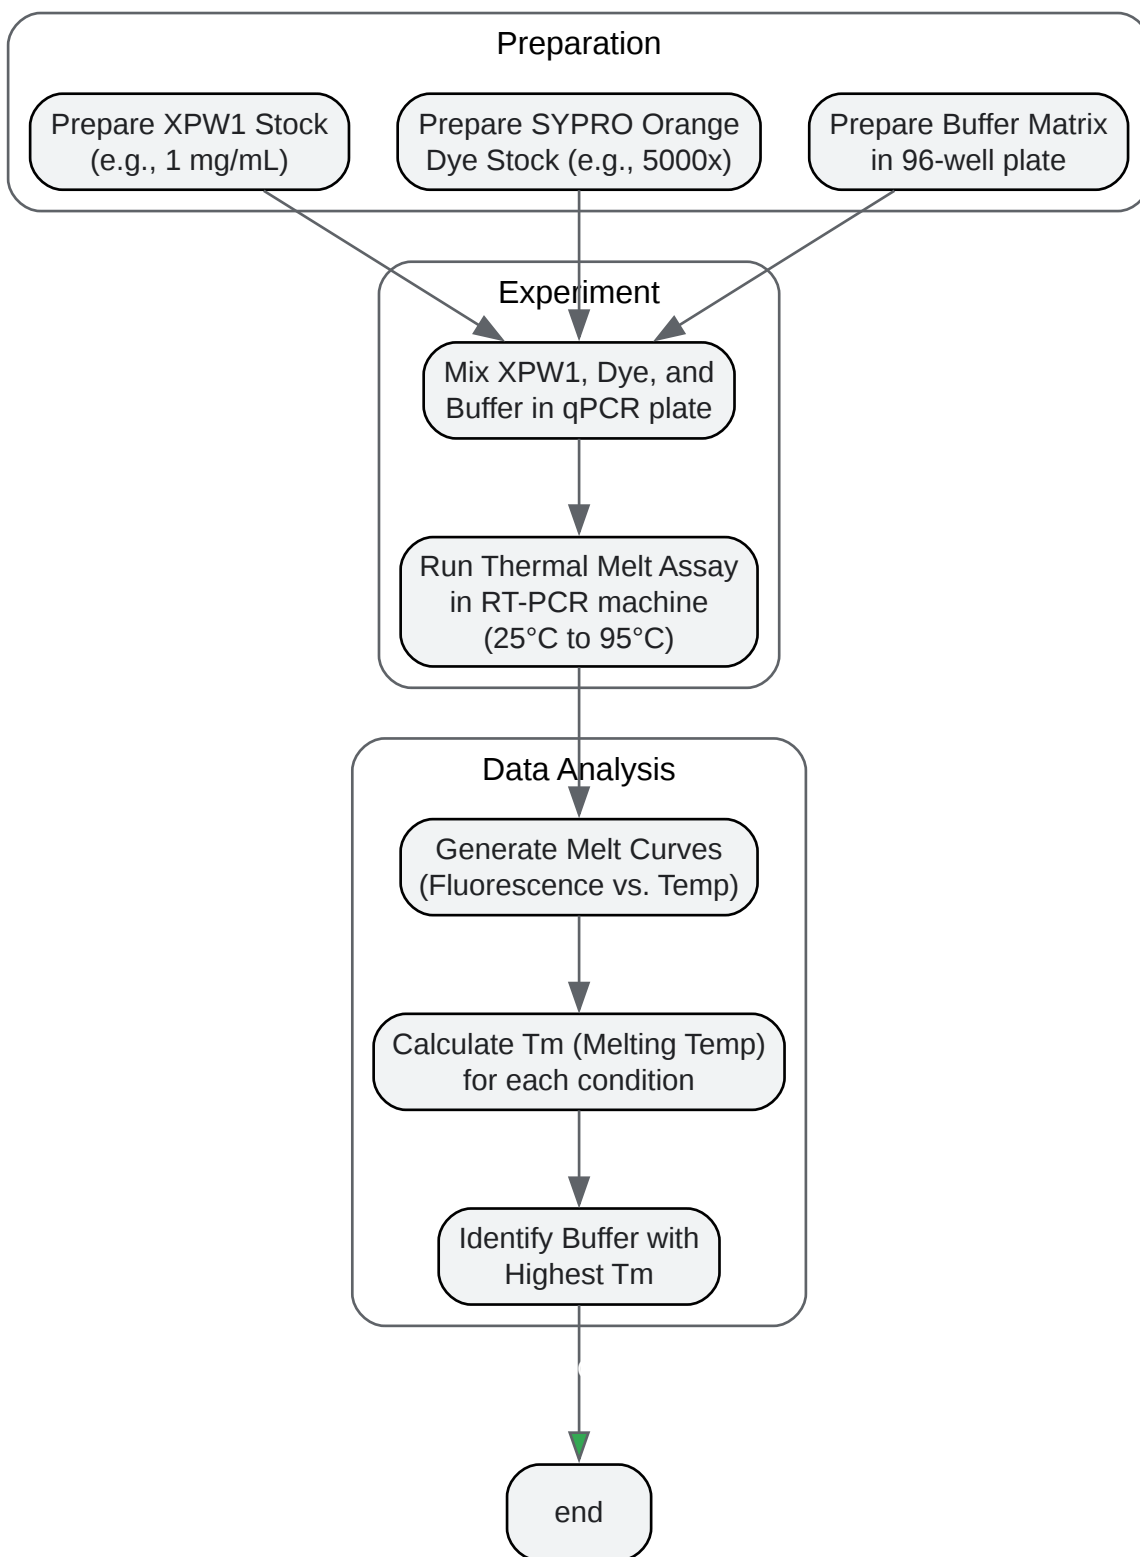 Preparation
Prepare XPW1 Stock
(e.g., 1 mg/mL)
Prepare SYPRO Orange
Dye Stock (e.g., 5000x)
Prepare Buffer Matrix
in 96-well plate
Experiment
Mix XPW1, Dye, and
Buffer in qPCR plate
Run Thermal Melt Assay
in RT-PCR machine
(25°C to 95°C)
Data Analysis
Generate Melt Curves
(Fluorescence vs. Temp)
Calculate Tm (Melting Temp)
for each condition
Identify Buffer with
Highest Tm
end